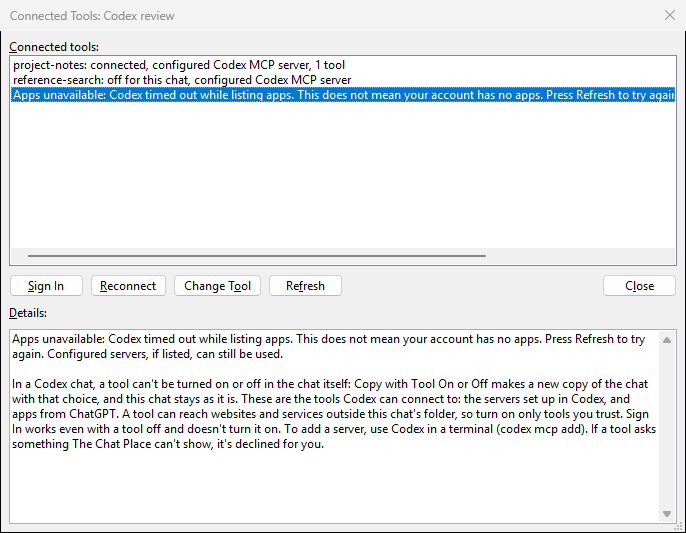 Connected Tools: Codex review
Connected tools:
project-notes: connected, configured Codex MCP server, 1 tool
reference-search: off for this chat, configured Codex MCP server
Apps unavailable: Codex timed out while listing apps. This does not mean your account has no apps. Press Refresh to try again
Sign In
Reconnect
Change Tool
Refresh
Close
Details:
Apps unavailable: Codex timed out while listing apps. This does not mean your account has no apps. Press Refresh to try
again. Configured servers, if listed, can still be used.
In a Codex chat, a tool can't be turned on or off in the chat itself: Copy with Tool On or Off makes a new copy of the chat
with that choice, and this chat stays as it is. These are the tools Codex can connect to: the servers set up in Codex, and
apps from ChatGPT. A tool can reach websites and services outside this chat's folder, so turn on only tools you trust. Sign
In works even with a tool off and doesn't turn it on. To add a server, use Codex in a terminal (codex mcp add). If a tool asks
something The Chat Place can't show, it's declined for you.